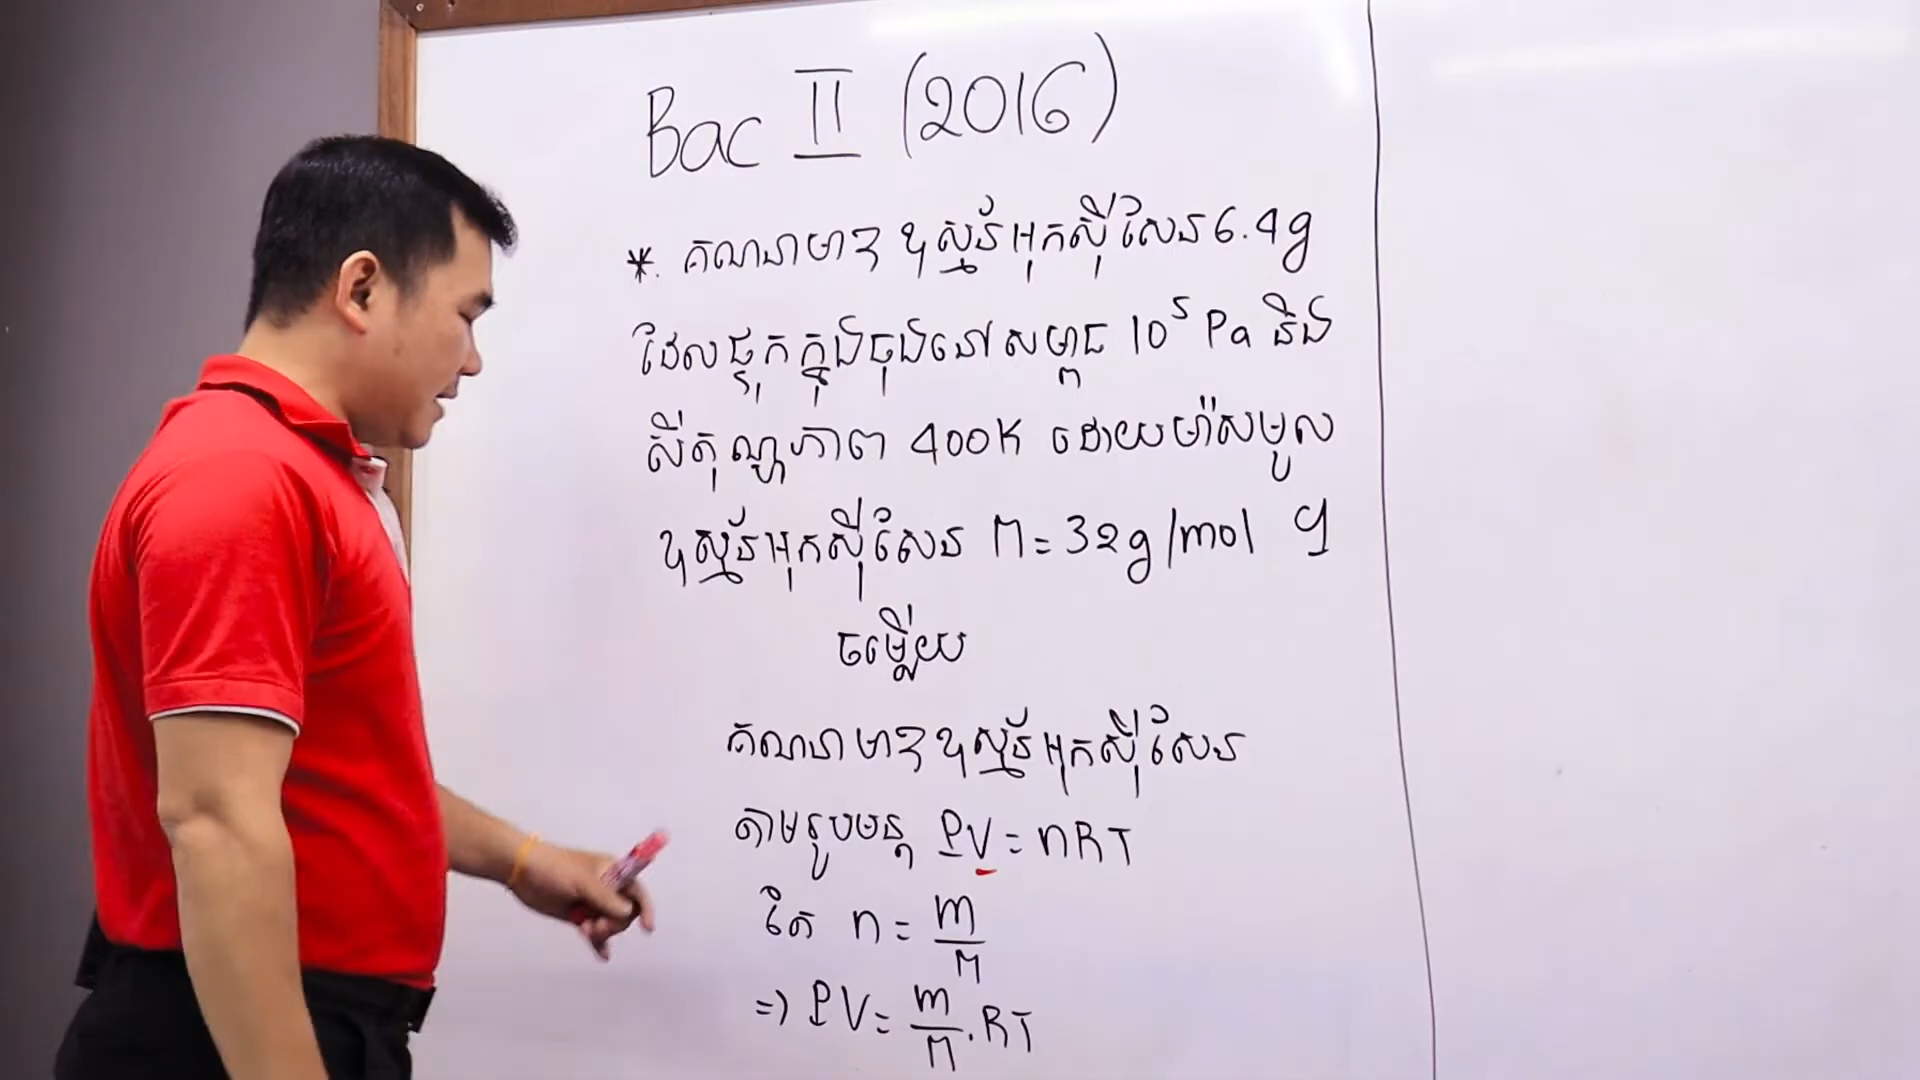 Bac II (2016)
*. គណនាមាឌ ឧស្ម័នអុកស៊ីសែន 6.4g
ដែលផ្ទុកក្នុងធុងនៅសម្ពាធ 10⁵ Pa និង
សីតុណ្ហភាព 400K ដោយម៉ាសម៉ូល
ឧស្ម័នអុកស៊ីសែន M = 32g/mol ។
ចម្លើយ
គណនាមាឌឧស្ម័នអុកស៊ីសែន
តាមរូបមន្ត PV = nRT
តែ n = m/M
=> PV = m/M . RT